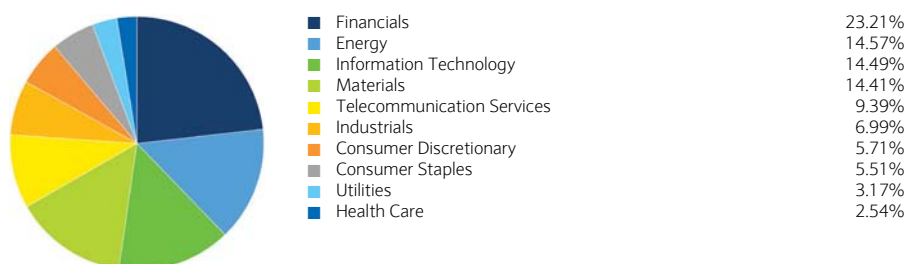 Financials 23.21%
Energy 14.57%
Information Technology 14.49%
Materials 14.41%
Telecommunication Services 9.39%
Industrials 6.99%
Consumer Discretionary 5.71%
Consumer Staples 5.51%
Utilities 3.17%
Health Care 2.54%